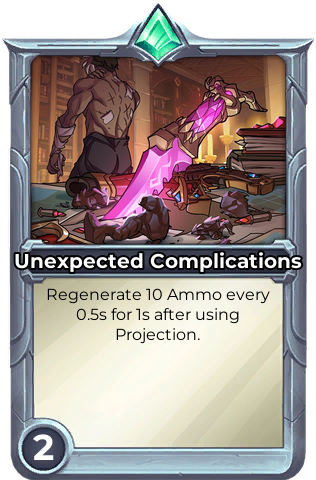 Unexpected Complications
Regenerate 10 Ammo every
0.5s for 1s after using
Projection.
2